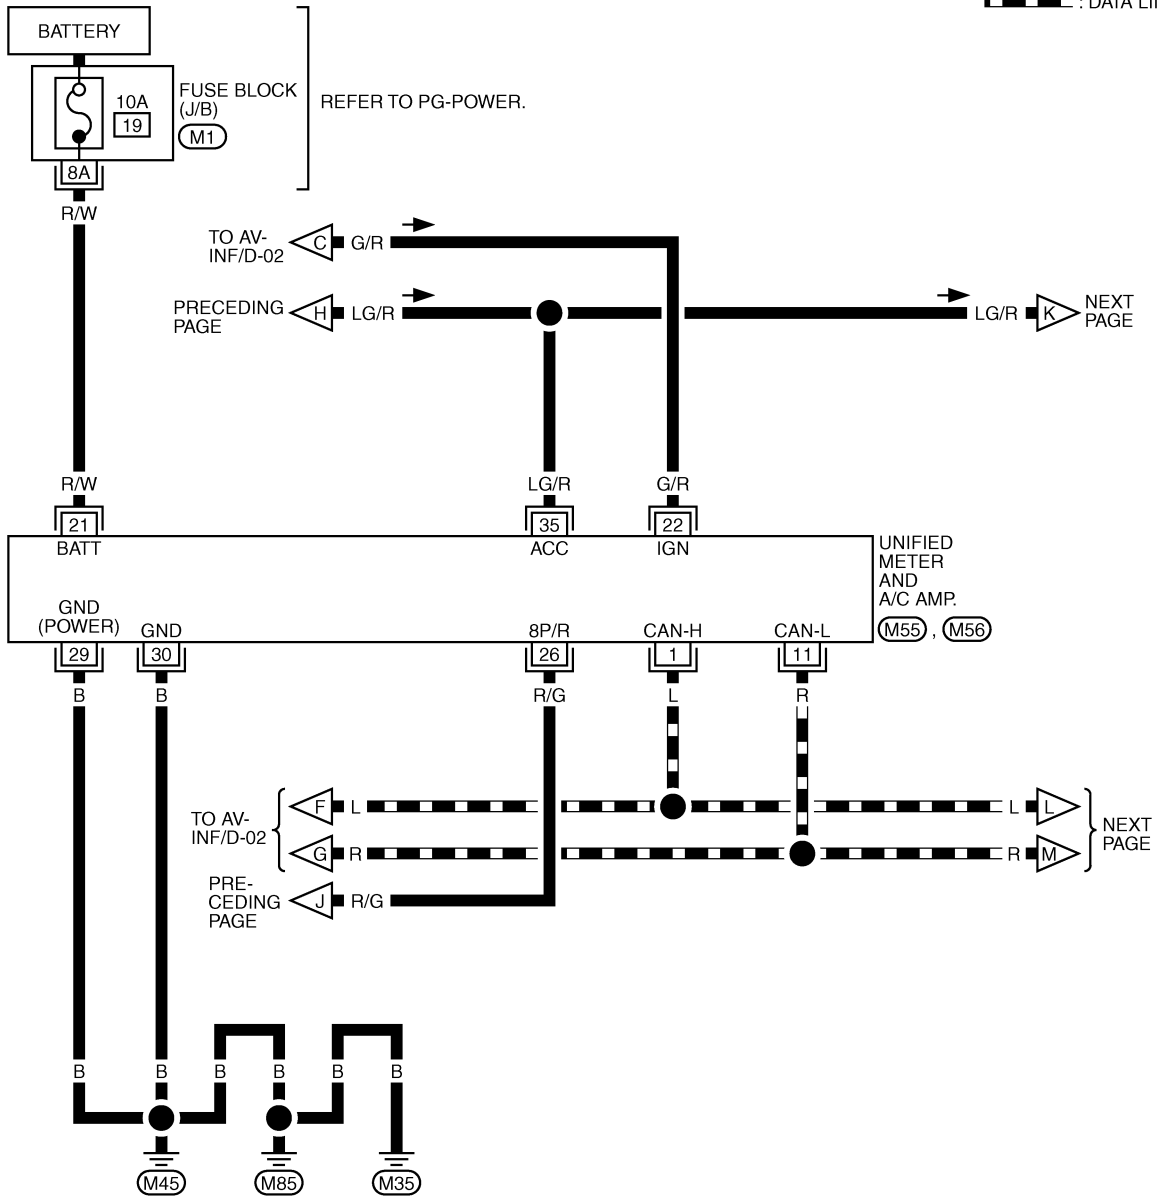 : DATA LI
BATTERY
10A
19
FUSE BLOCK
(J/B)
M1
REFER TO PG-POWER.
8A
R/W
TO AV-
INF/D-02
C
G/R
PRECEDING
PAGE
H
LG/R
LG/R
K
NEXT
PAGE
R/W
LG/R
G/R
21
35
22
BATT
ACC
IGN
UNIFIED
METER
AND
A/C AMP.
M55 , M56
GND
(POWER)
GND
8P/R
CAN-H
CAN-L
29
30
26
1
11
B
B
R/G
L
R
TO AV-
INF/D-02
F
L
L
L
G
R
R
M
NEXT
PAGE
PRE-
CEDING
PAGE
J
R/G
B
B
B
B
B
B
M45
M85
M35